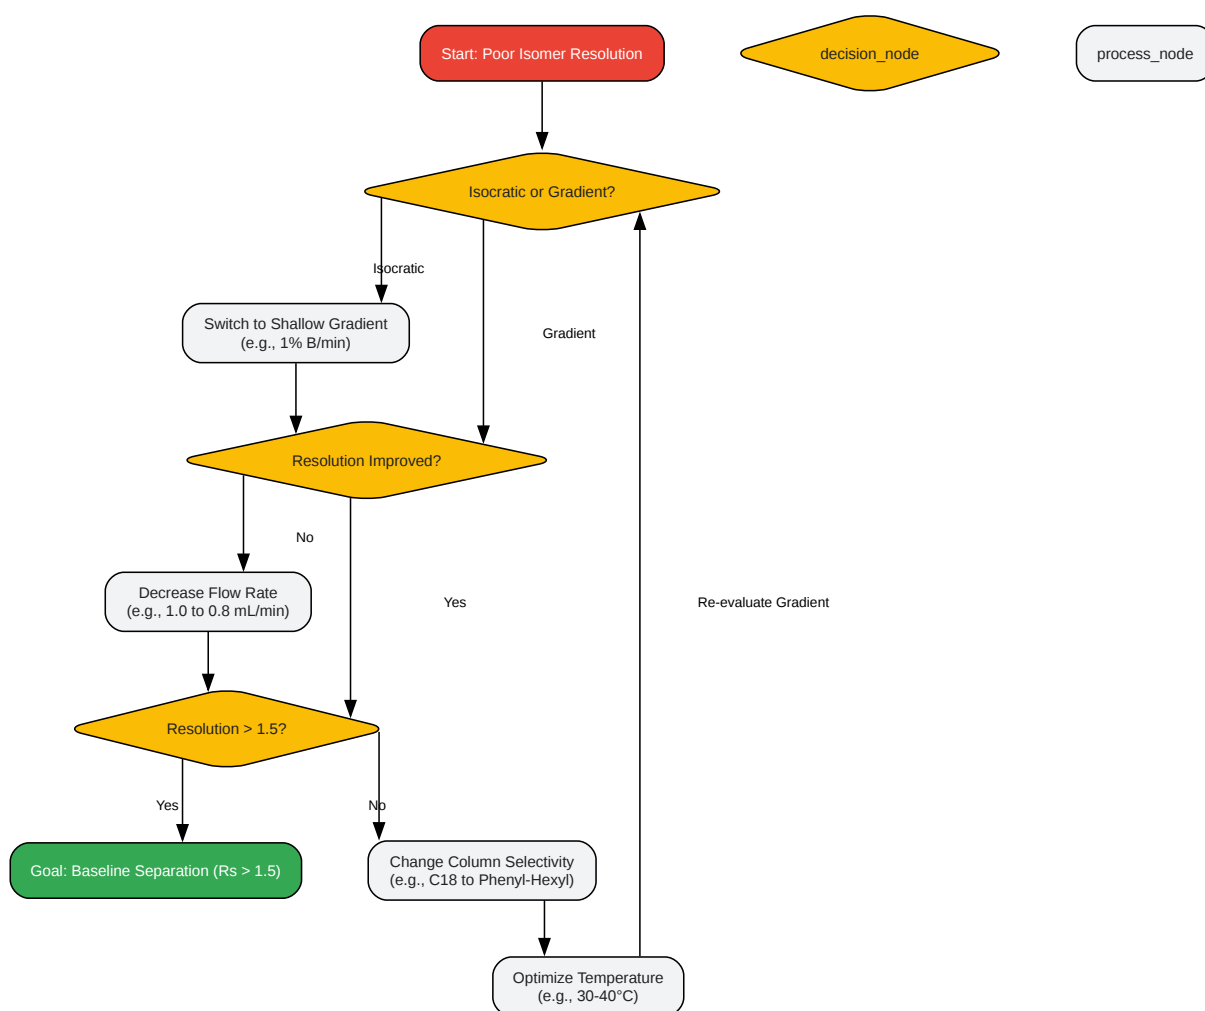 Start: Poor Isomer Resolution
decision_node
process_node
Isocratic or Gradient?
Isocratic
Switch to Shallow Gradient
(e.g., 1% B/min)
Gradient
Resolution Improved?
No
Decrease Flow Rate
(e.g., 1.0 to 0.8 mL/min)
Yes
Re-evaluate Gradient
Resolution > 1.5?
Yes
No
Goal: Baseline Separation (Rs > 1.5)
Change Column Selectivity
(e.g., C18 to Phenyl-Hexyl)
Optimize Temperature
(e.g., 30-40°C)